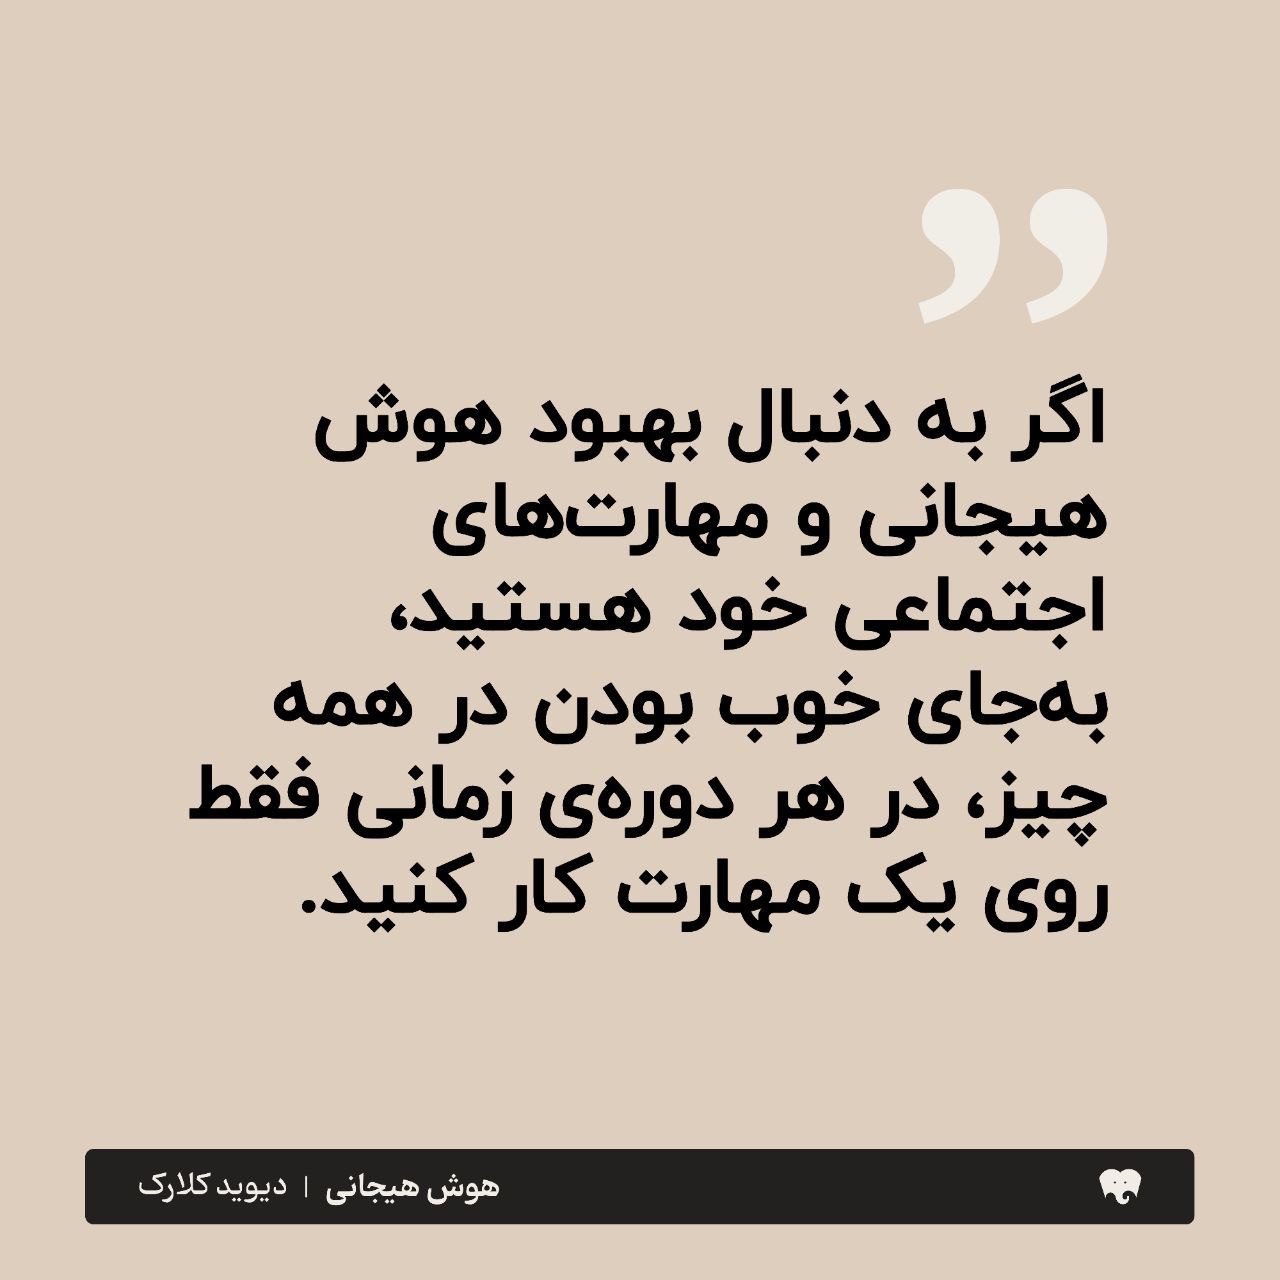 اگر به دنبال بهبود هوش
هیجانی و مهارت‌های
اجتماعی خود هستید،
به‌جای خوب بودن در همه
چیز، در هر دوره‌ی زمانی فقط
روی یک مهارت کار کنید.
هوش هیجانی | دیوید کلارک